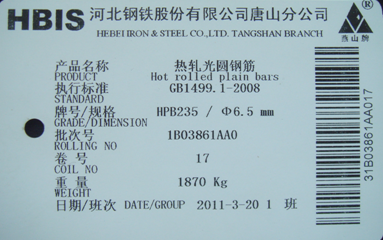 HBIS 河北钢铁股份有限公司唐山分公司
HEBEI IRON & STEEL CO.,LTD. TANGSHAN BRANCH
燕山牌
产品名称 热轧光圆钢筋
PRODUCT Hot rolled plain bars
执行标准 GB1499.1-2008
STANDARD
牌号/规格 HPB235 / Φ6.5 mm
GRADE/DIMENSION
批次号 1B03861AA0
ROLLING NO
卷号 17
COIL NO
重量 1870 Kg
WEIGHT
日期/班次 DATE/GROUP 2011-3-20 1 班
31B03861AA017